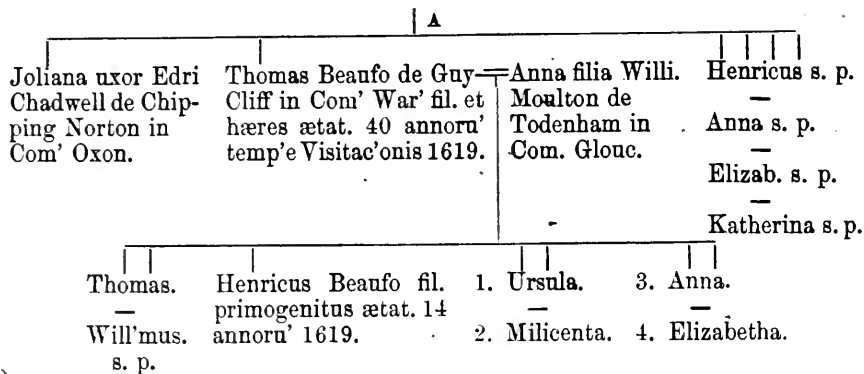 A
Johana uxor Edri
Chadwell de Chip-
ping Norton in
Com' Oxon.
Thomas Beaufo de Guy-
Cliff in Com' War' fil. et
hæres ætat. 40 annoru'
temp'e Visitac'onis 1619.
Anna filia Willi.
Moulton de
Todenham in
Com. Glouc.
Henricus s. p.
Anna s. p.
Elizab. s. p.
Katherina s. p.
Thomas.
Will'mus.
s. p.
Henricus Beaufo fil.
primogenitus ætat. 14
annoru' 1619.
1. Ursula.
2. Milicenta.
3. Anna.
4. Elizabetha.